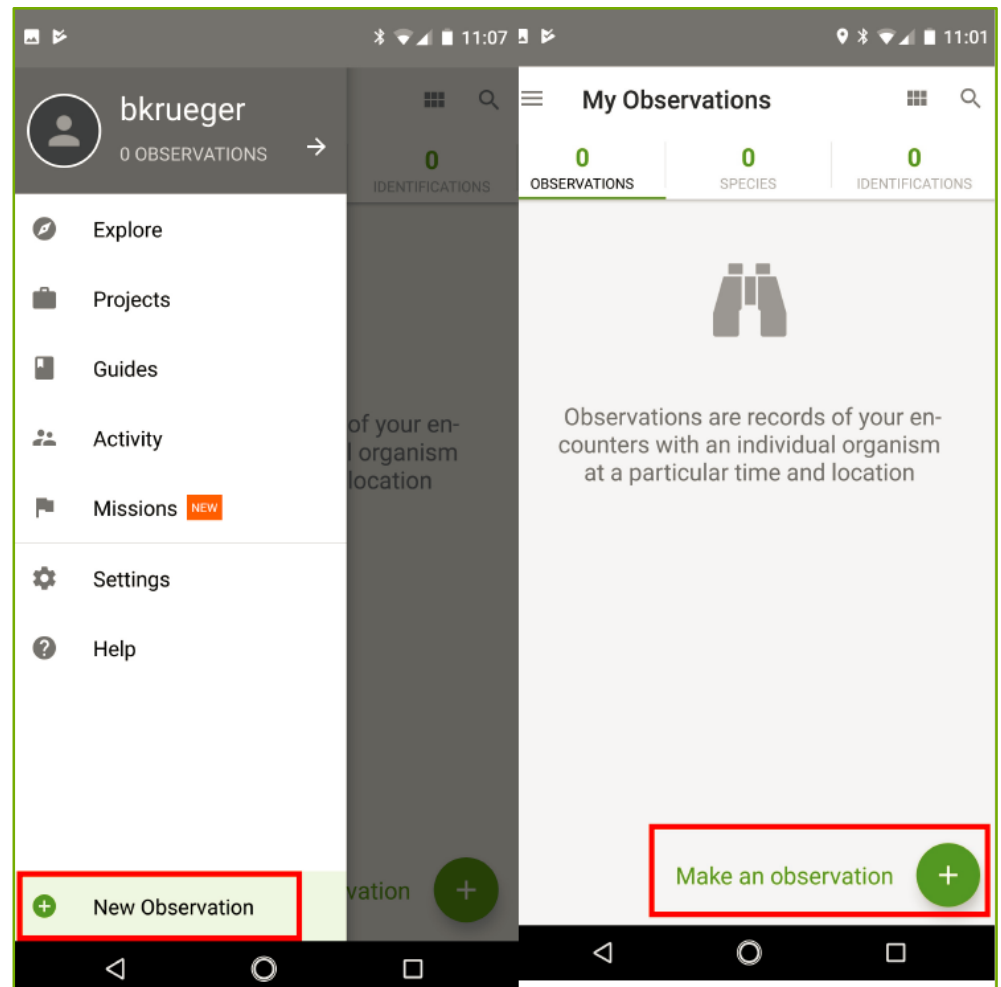 11:07
bkrueger
0 OBSERVATIONS
0
IDENTIFICATIONS
Explore
Projects
Guides
Activity
Missions NEW
Settings
Help
New Observation
of your en-
l organism
location
vation
11:01
My Observations
0
OBSERVATIONS
0
SPECIES
0
IDENTIFICATIONS
Observations are records of your en-
counters with an individual organism
at a particular time and location
Make an observation